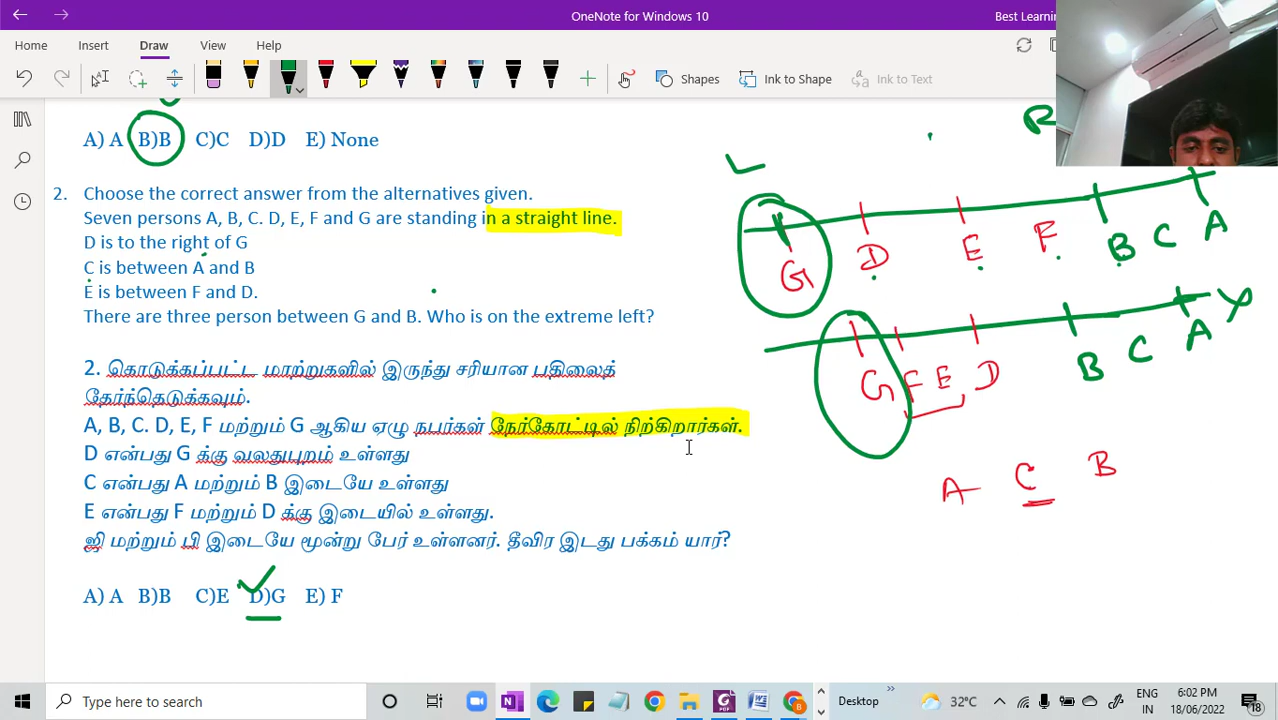 OneNote for Windows 10
Best Learnin
Home Insert Draw View Help
Shapes Ink to Shape Ink to Text
A) A B)B C)C D)D E) None
R
2. Choose the correct answer from the alternatives given.
Seven persons A, B, C. D, E, F and G are standing in a straight line.
D is to the right of G
C is between A and B
E is between F and D.
There are three person between G and B. Who is on the extreme left?
G D E F B C A
G F E D B C A
A C B
2. கொடுக்கப்பட்ட மாற்றுகளில் இருந்து சரியான பதிலைத்
தேர்ந்தெடுக்கவும்.
A, B, C. D, E, F மற்றும் G ஆகிய ஏழு நபர்கள் நேர்கோட்டில் நிற்கிறார்கள்.
D என்பது G க்கு வலதுபுறம் உள்ளது
C என்பது A மற்றும் B இடையே உள்ளது
E என்பது F மற்றும் D க்கு இடையில் உள்ளது.
ஜி மற்றும் பி இடையே மூன்று பேர் உள்ளனர். தீவிர இடது பக்கம் யார்?
A) A B)B C)E D)G E) F
Type here to search
Desktop
32°C
ENG
IN
6:02 PM
18/06/2022
18